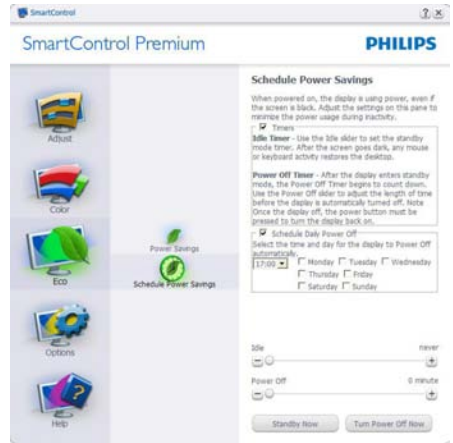 SmartControl
SmartControl Premium
PHILIPS
Adjust
Color
Eco
Options
Help
Power Savings
Schedule Power Savings
Schedule Power Savings
When powered on, the display is using power, even if
the screen is black. Adjust the settings on this pane to
minimize the power usage during inactivity.
Timers
Idle Timer - Use the Idle slider to set the standby
mode timer. After the screen goes dark, any mouse
or keyboard activity restores the desktop.
Power Off Timer - After the display enters standby
mode, the Power Off Timer begins to count down.
Use the Power Off slider to adjust the length of time
before the display is automatically turned off. Note
Once the display off, the power button must be
pressed to turn the display back on.
Schedule Daily Power Off
Select the time and day for the display to Power Off
automatically.
17:00 Monday Tuesday Wednesday
Thursday Friday
Saturday Sunday
Idle never
Power Off 0 minute
Standby Now Turn Power Off Now